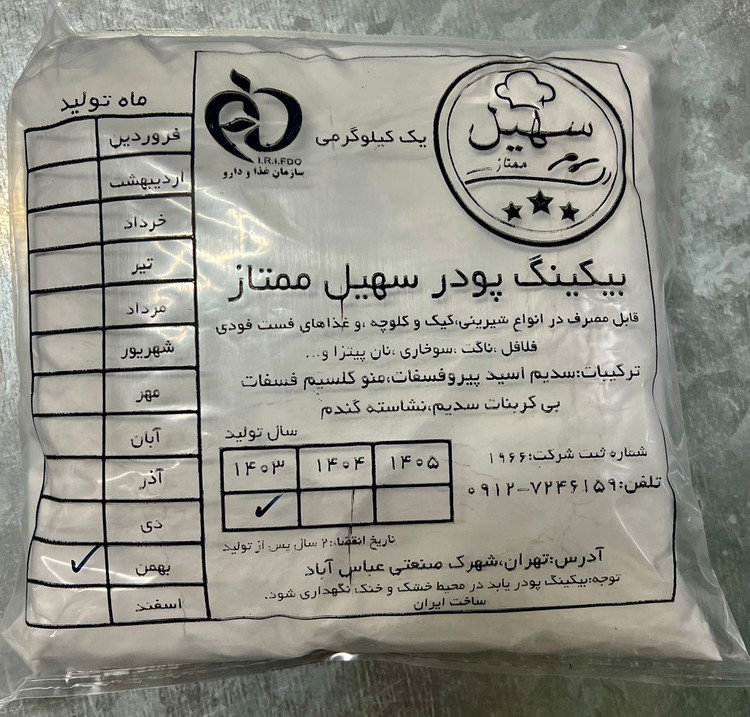 سهیل
ممتاز
I.R.I.FDO
سازمان غذا و دارو
یک کیلوگرمی
بیکینگ پودر سهیل ممتاز
قابل مصرف در انواع شیرینی،کیک و کلوچه ،و غذاهای فست فودی
فلافل ،ناگت ،سوخاری ،نان پیتزا و...
ترکیبات:سدیم اسید پیروفسفات،منو کلسیم فسفات
بی کربنات سدیم،نشاسته گندم
سال تولید
۱۴۰۵ ۱۴۰۴ ۱۴۰۳
✓
شماره ثبت شرکت:۱۹۶۶
تلفن:۰۹۱۲-۷۲۴۶۱۵۹
تاریخ انقضاء:۲ سال پس از تولید
آدرس:تهران،شهرک صنعتی عباس آباد
توجه:بیکینگ پودر باید در محیط خشک و خنک نگهداری شود.
ساخت ایران
ماه تولید
فروردین
اردیبهشت
خرداد
تیر
مرداد
شهریور
مهر
آبان
آذر
دی
بهمن ✓
اسفند